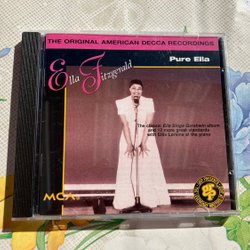 THE ORIGINAL AMERICAN DECCA RECORDINGS
Pure Ella
Ella Fitzgerald
The classic Ella Sings Gershwin album
and 12 more great standards
with Ellis Larkins at the piano
MCA
GRP